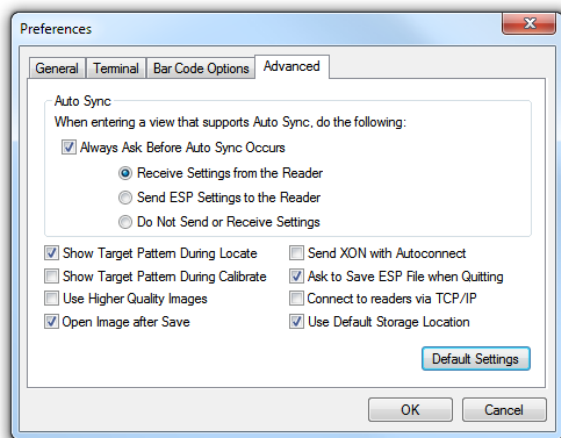 Preferences
General Terminal Bar Code Options Advanced
Auto Sync
When entering a view that supports Auto Sync, do the following:
Always Ask Before Auto Sync Occurs
Receive Settings from the Reader
Send ESP Settings to the Reader
Do Not Send or Receive Settings
Show Target Pattern During Locate Send XON with Autoconnect
Show Target Pattern During Calibrate Ask to Save ESP File when Quitting
Use Higher Quality Images Connect to readers via TCP/IP
Open Image after Save Use Default Storage Location
Default Settings
OK Cancel